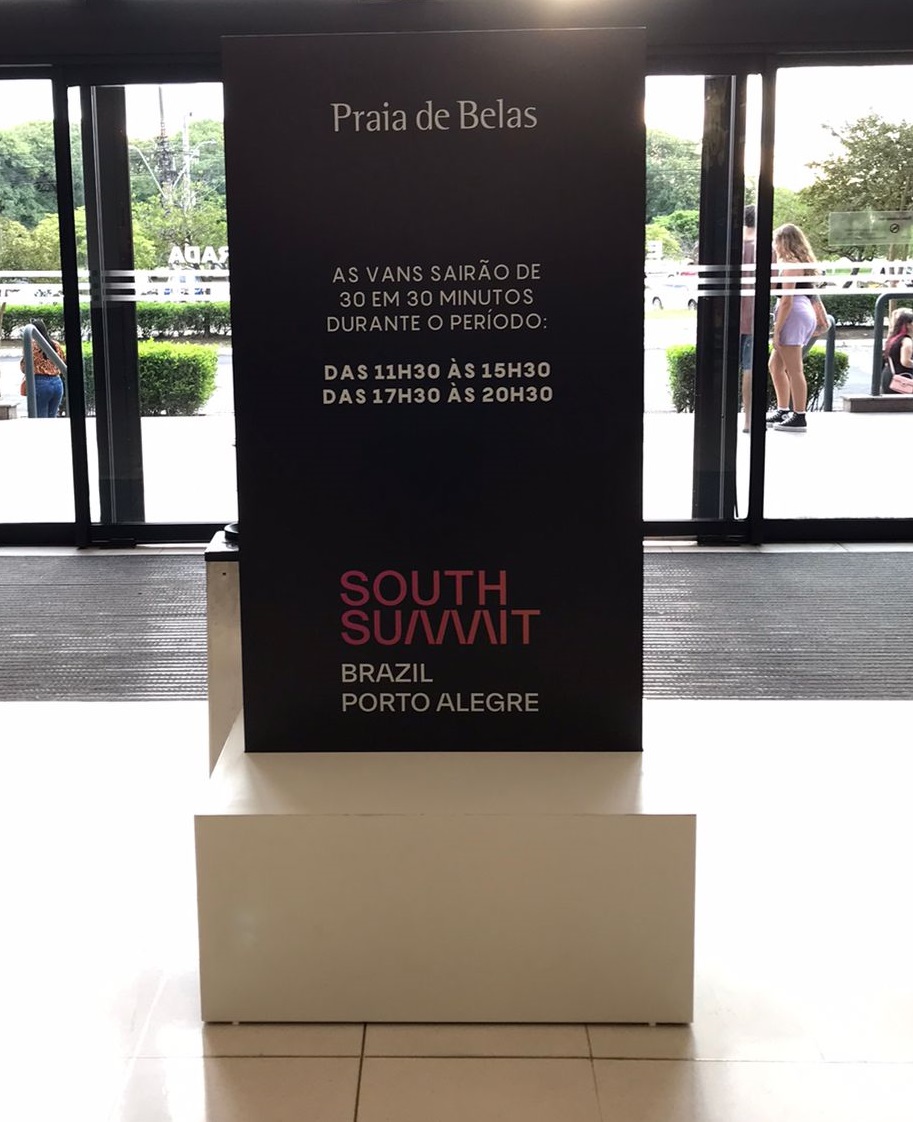 Praia de Belas
AS VANS SAIRÃO DE
30 EM 30 MINUTOS
DURANTE O PERÍODO:
DAS 11H30 ÀS 15H30
DAS 17H30 ÀS 20H30
SOUTH
SUMMIT
BRAZIL
PORTO ALEGRE